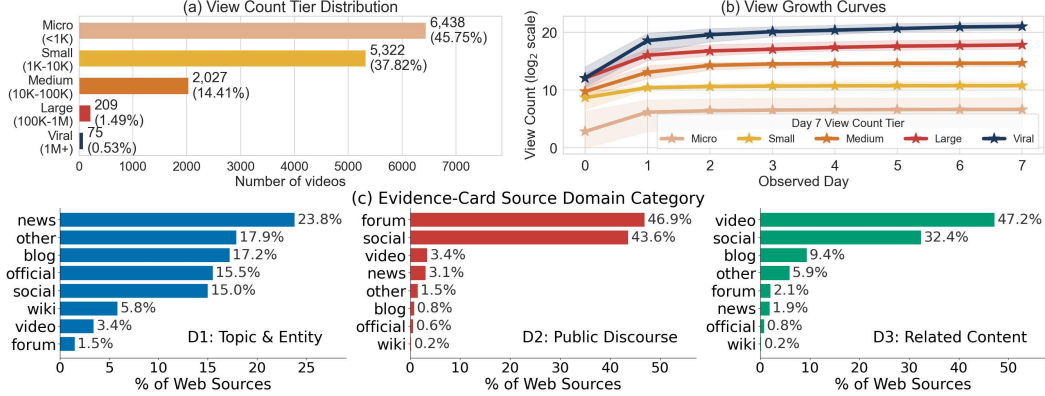 (a) View Count Tier Distribution
Micro
(<1K)
6,438
(45.75%)
Small
(1K-10K)
5,322
(37.82%)
Medium
(10K-100K)
2,027
(14.41%)
Large
(100K-1M)
209
(1.49%)
Viral
(1M+)
75
(0.53%)
0 1000 2000 3000 4000 5000 6000 7000
Number of videos
(b) View Growth Curves
View Count (log₂ scale)
20
10
0
Day 7 View Count Tier
Micro Small Medium Large Viral
0 1 2 3 4 5 6 7
Observed Day
(c) Evidence-Card Source Domain Category
news 23.8%
other 17.9%
blog 17.2%
official 15.5%
social 15.0%
wiki 5.8%
video 3.4%
forum 1.5%
D1: Topic & Entity
0 5 10 15 20 25
% of Web Sources
forum 46.9%
social 43.6%
video 3.4%
news 3.1%
other 1.5%
blog 0.8%
official 0.6%
wiki 0.2%
D2: Public Discourse
0 10 20 30 40 50
% of Web Sources
video 47.2%
social 32.4%
blog 9.4%
other 5.9%
forum 2.1%
news 1.9%
official 0.8%
wiki 0.2%
D3: Related Content
0 10 20 30 40 50
% of Web Sources